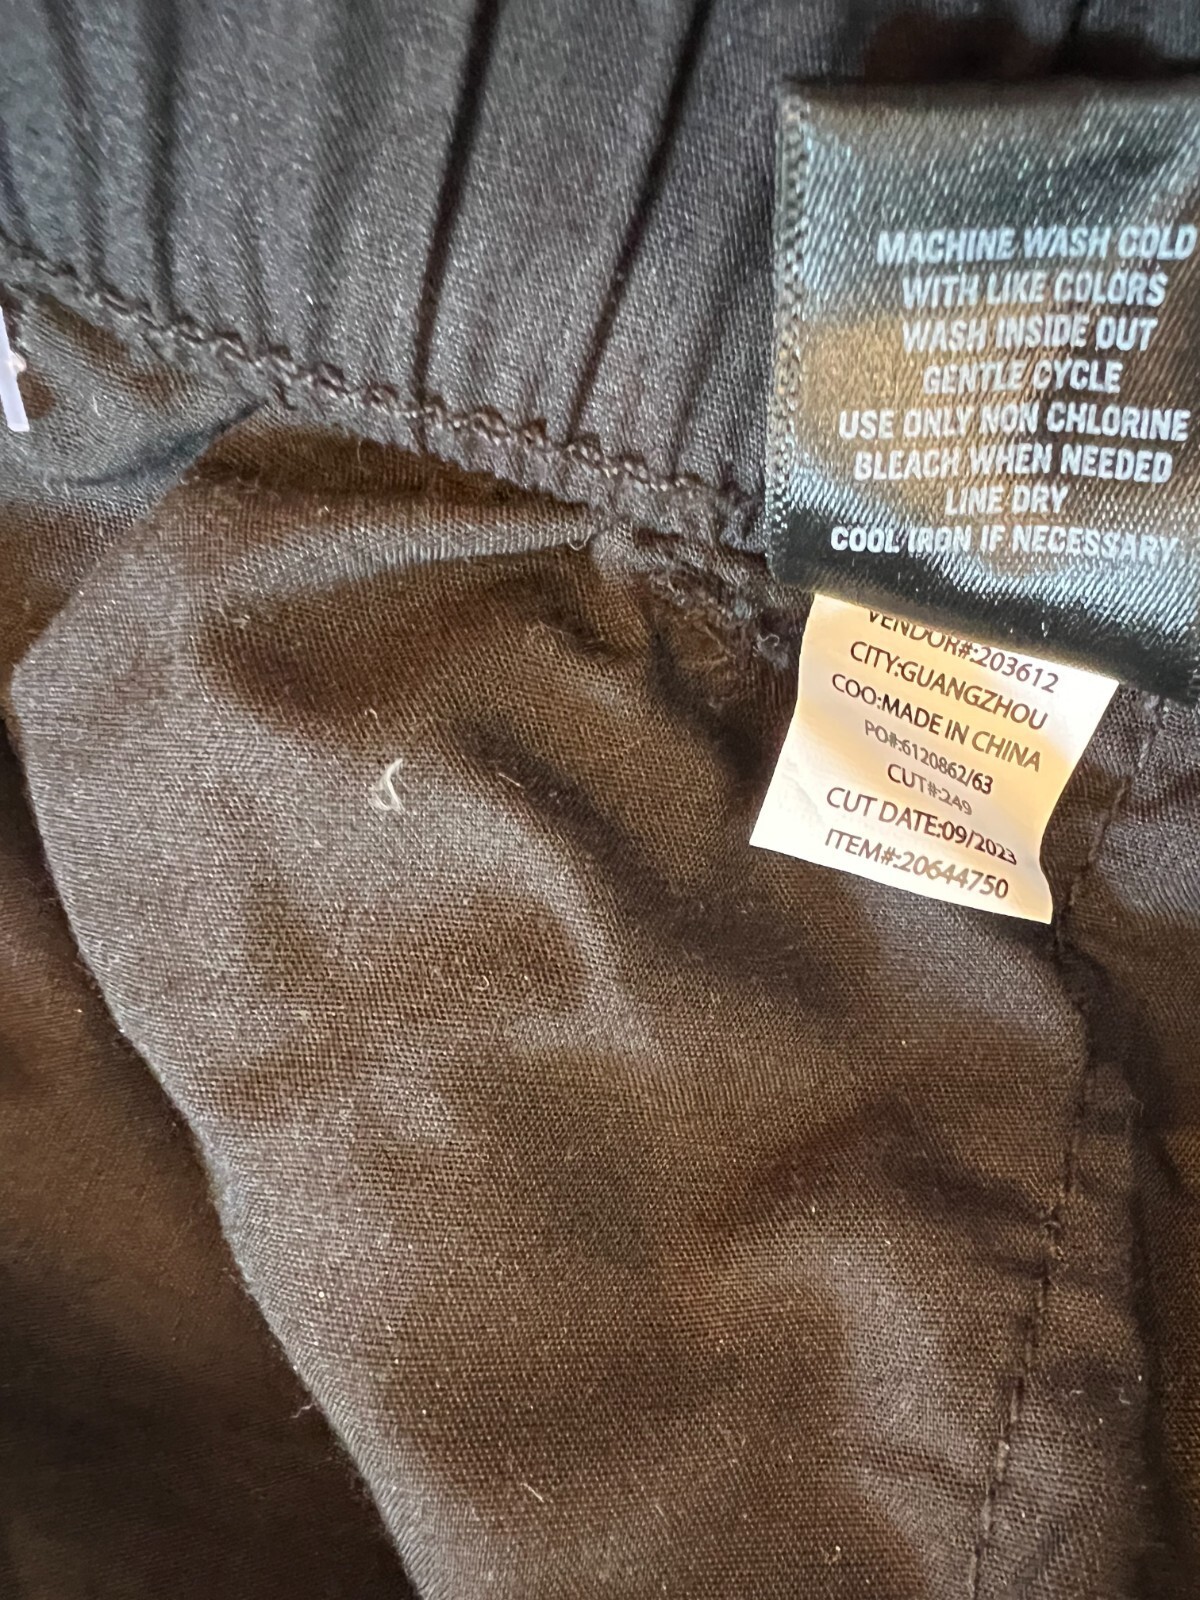 MACHINE WASH COLD
WITH LIKE COLORS
WASH INSIDE OUT
GENTLE CYCLE
USE ONLY NON CHLORINE
BLEACH WHEN NEEDED
LINE DRY
COOL IRON IF NECESSARY
VENDOR#:203612
CITY:GUANGZHOU
COO:MADE IN CHINA
PO#:6120862/63
CUT#:249
CUT DATE:09/2023
ITEM#:20644750